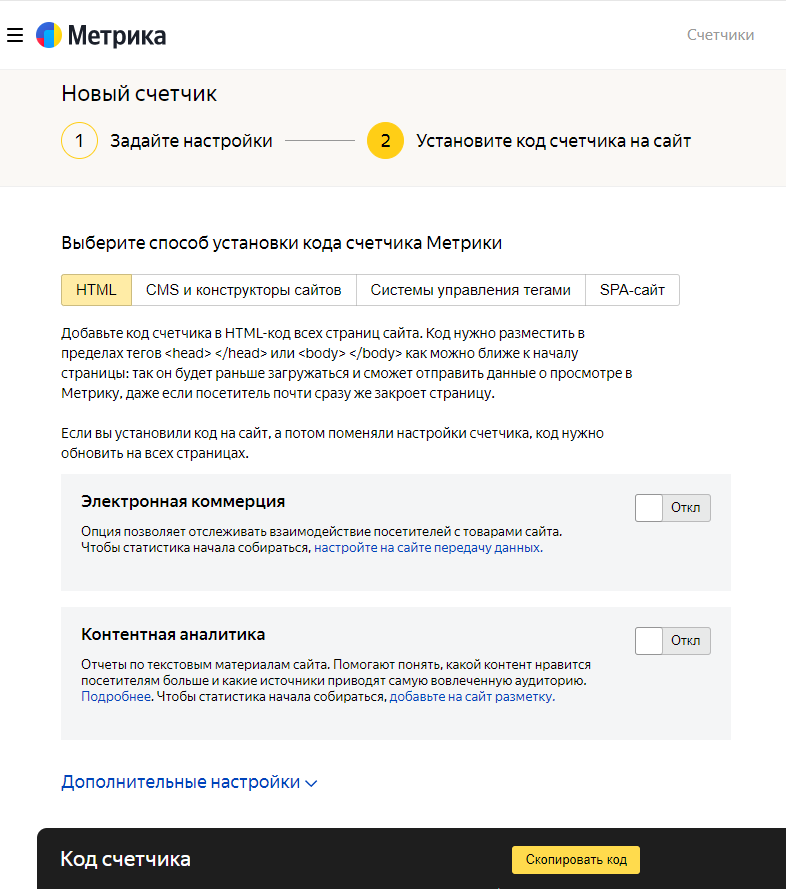 Метрика
Счетчики
Новый счетчик
1 Задайте настройки 2 Установите код счетчика на сайт
Выберите способ установки кода счетчика Метрики
HTML CMS и конструкторы сайтов Системы управления тегами SPA-сайт
Добавьте код счетчика в HTML-код всех страниц сайта. Код нужно разместить в
пределах тегов <head> </head> или <body> </body> как можно ближе к началу
страницы: так он будет раньше загружаться и сможет отправить данные о просмотре в
Метрику, даже если посетитель почти сразу же закроет страницу.
Если вы установили код на сайт, а потом поменяли настройки счетчика, код нужно
обновить на всех страницах.
Электронная коммерция
Откл
Опция позволяет отслеживать взаимодействие посетителей с товарами сайта.
Чтобы статистика начала собираться, настройте на сайте передачу данных.
Контентная аналитика
Откл
Отчеты по текстовым материалам сайта. Помогают понять, какой контент нравится
посетителям больше и какие источники приводят самую вовлеченную аудиторию.
Подробнее. Чтобы статистика начала собираться, добавьте на сайт разметку.
Дополнительные настройки
Код счетчика
Скопировать код